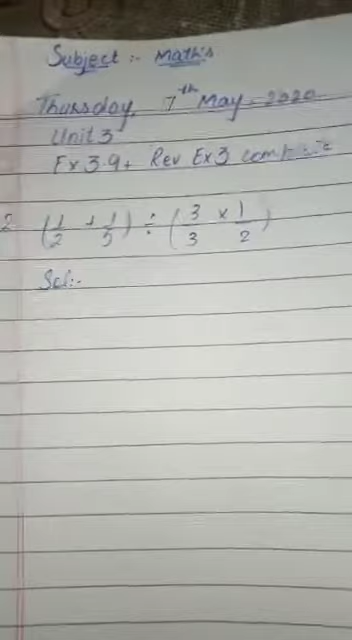 Subject :- Maths
Thursday, 7th May, 2020
Unit 3
Ex 3.9 + Rev Ex 3
2 (1/2 + 1/5) ÷ (3/3 × 1/2)
Sol:-